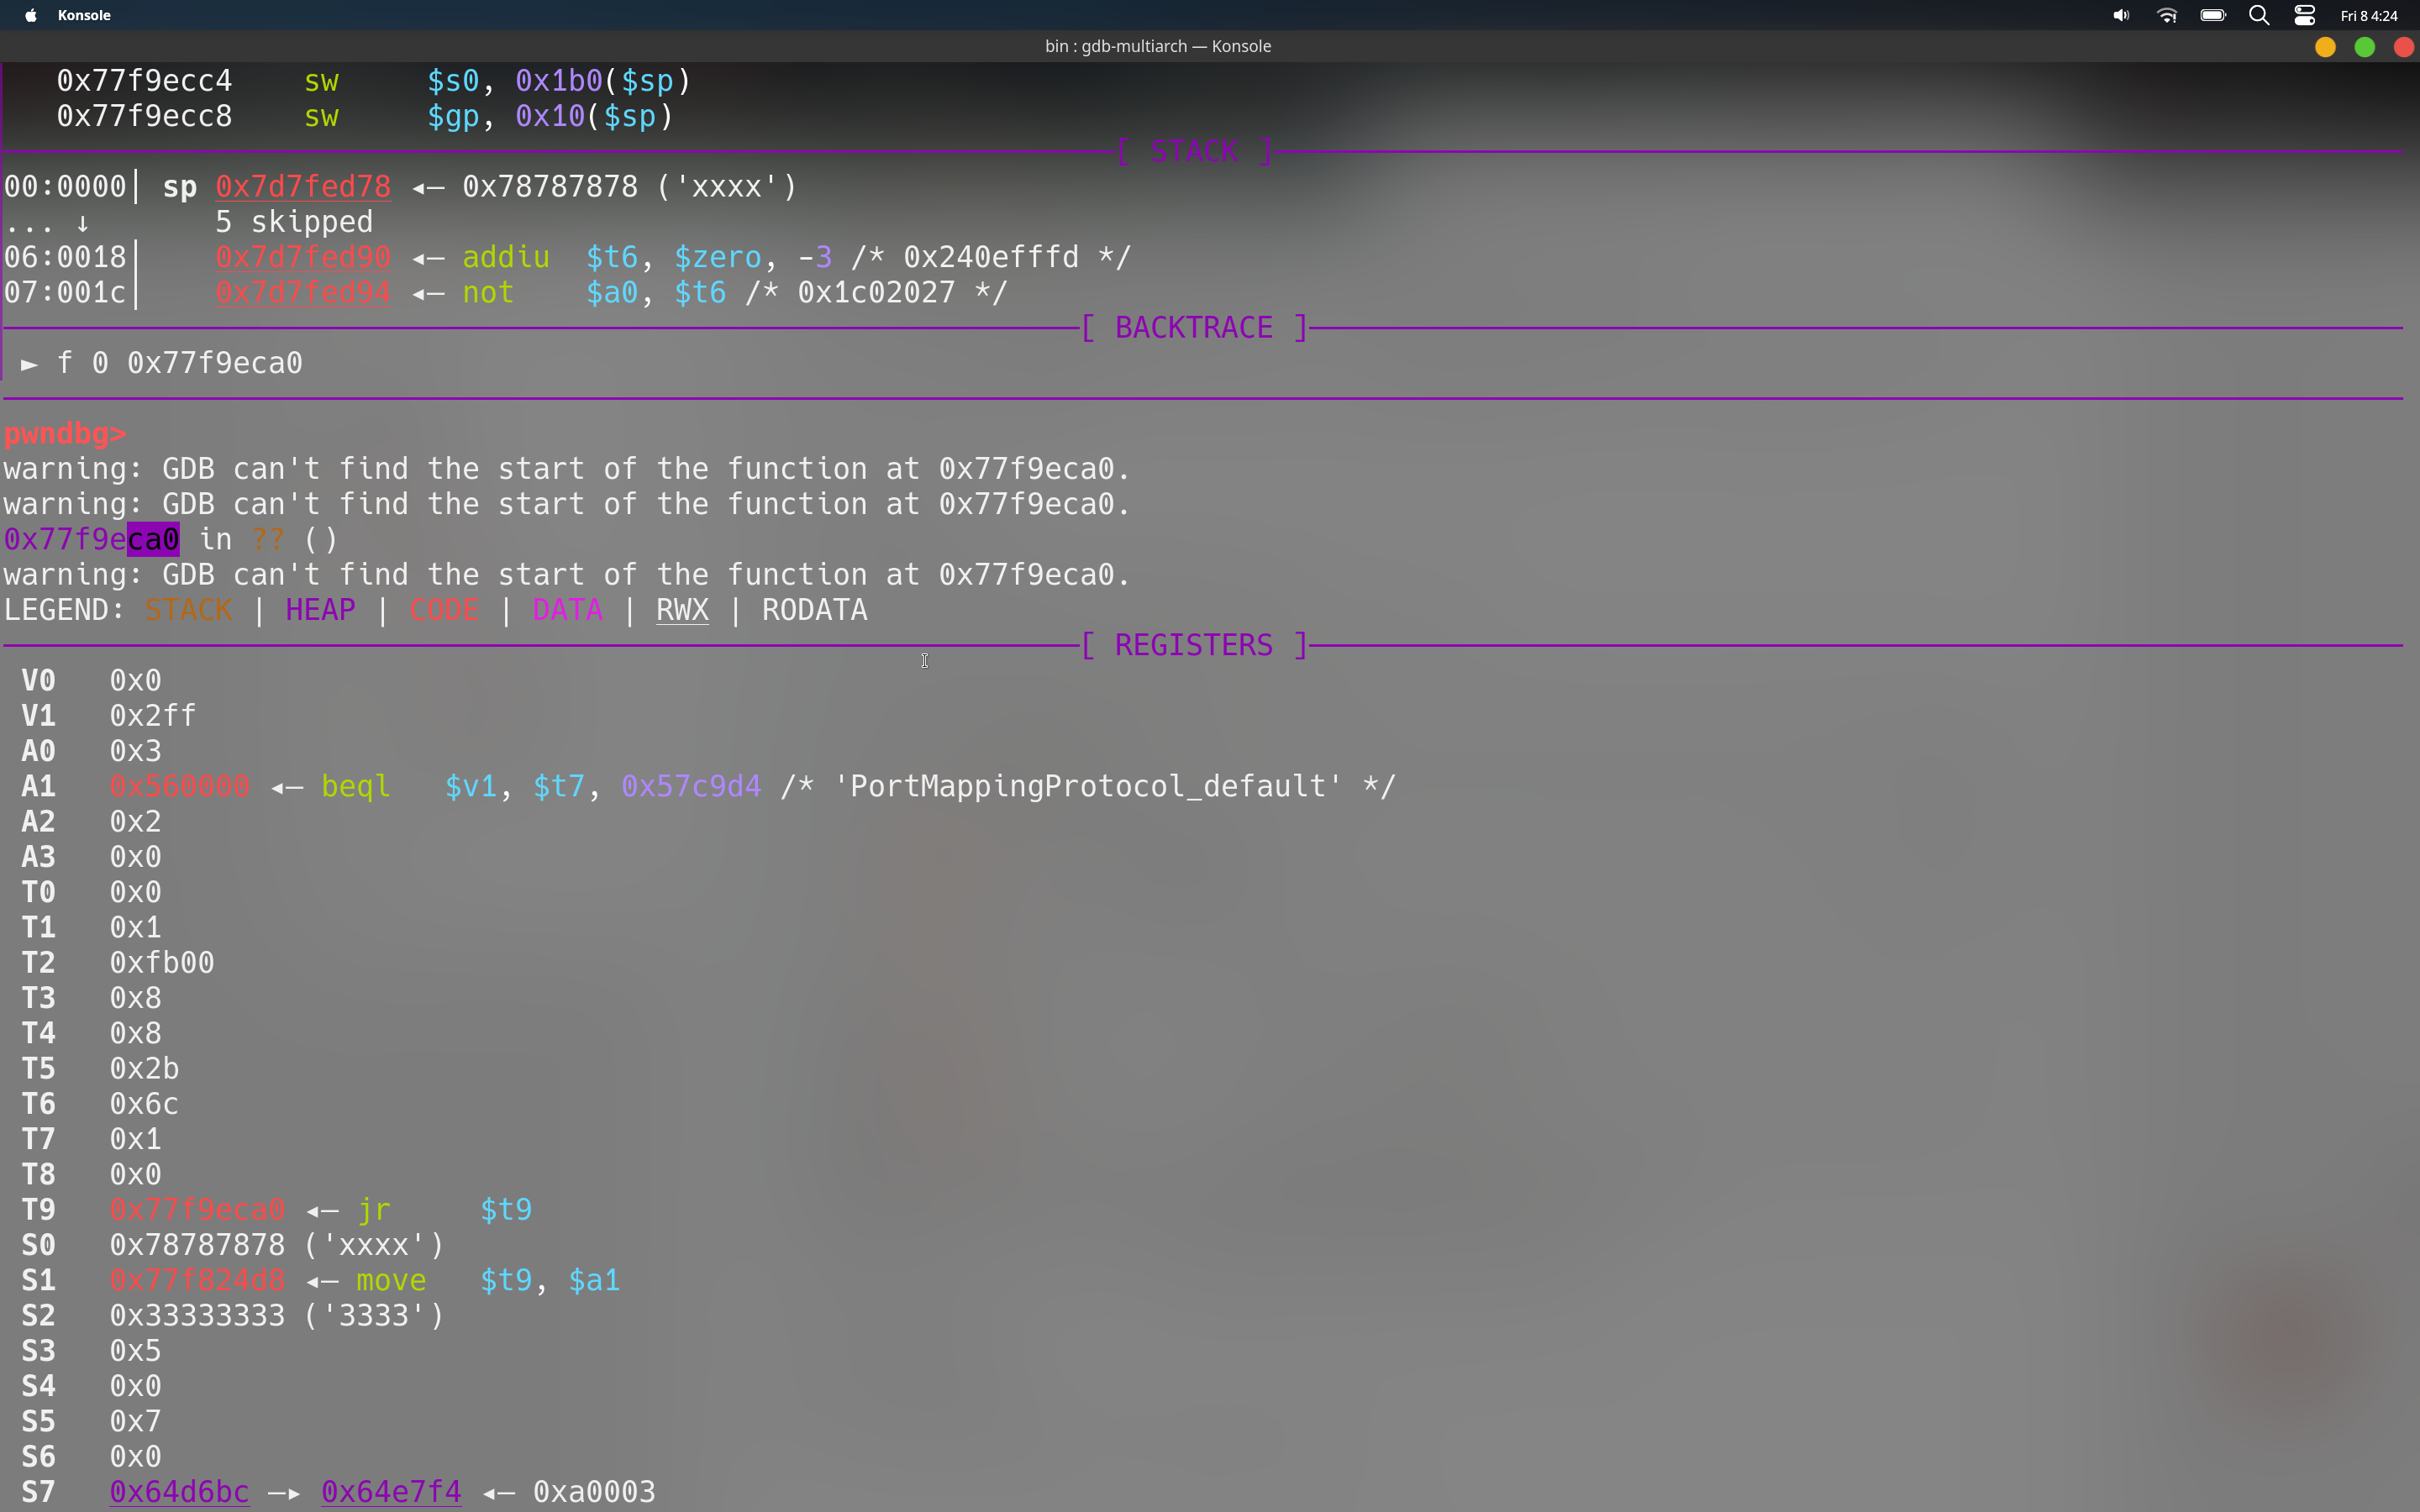 Konsole
Fri 8 4:24
bin : gdb-multiarch — Konsole
0x77f9ecc4    sw     $s0, 0x1b0($sp)
0x77f9ecc8    sw     $gp, 0x10($sp)
[ STACK ]
00:0000│ sp 0x7d7fed78 ◂— 0x78787878 ('xxxx')
... ↓       5 skipped
06:0018│    0x7d7fed90 ◂— addiu  $t6, $zero, -3 /* 0x240efffd */
07:001c│    0x7d7fed94 ◂— not    $a0, $t6 /* 0x1c02027 */
[ BACKTRACE ]
► f 0 0x77f9eca0
pwndbg>
warning: GDB can't find the start of the function at 0x77f9eca0.
warning: GDB can't find the start of the function at 0x77f9eca0.
0x77f9eca0 in ?? ()
warning: GDB can't find the start of the function at 0x77f9eca0.
LEGEND: STACK | HEAP | CODE | DATA | RWX | RODATA
[ REGISTERS ]
V0   0x0
V1   0x2ff
A0   0x3
A1   0x560000 ◂— beql   $v1, $t7, 0x57c9d4 /* 'PortMappingProtocol_default' */
A2   0x2
A3   0x0
T0   0x0
T1   0x1
T2   0xfb00
T3   0x8
T4   0x8
T5   0x2b
T6   0x6c
T7   0x1
T8   0x0
T9   0x77f9eca0 ◂— jr     $t9
S0   0x78787878 ('xxxx')
S1   0x77f824d8 ◂— move   $t9, $a1
S2   0x33333333 ('3333')
S3   0x5
S4   0x0
S5   0x7
S6   0x0
S7   0x64d6bc —▸ 0x64e7f4 ◂— 0xa0003